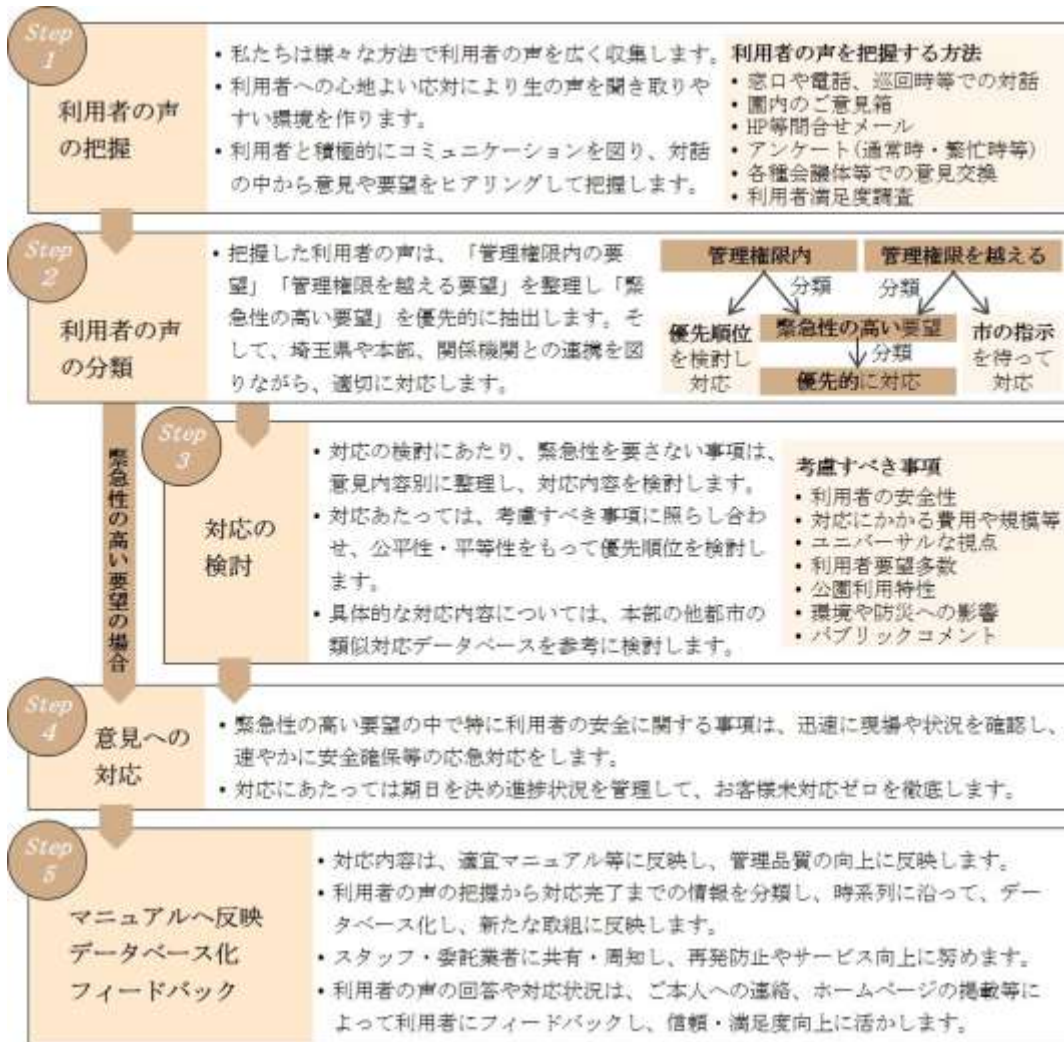 Step
1
利用者の声
の把握
・私たちは様々な方法で利用者の声を広く収集します。
・利用者への心地よい応対により生の声を聞き取りや
すい環境を作ります。
・利用者と積極的にコミュニケーションを図り、対話
の中から意見や要望をヒアリングして把握します。
利用者の声を把握する方法
・窓口や電話、巡回時等での対話
・園内のご意見箱
・HP等問合せメール
・アンケート(通常時・繁忙時等)
・各種会議体等での意見交換
・利用者満足度調査
Step
2
利用者の声
の分類
・把握した利用者の声は、「管理権限内の要
望」「管理権限を越える要望」を整理し「緊
急性の高い要望」を優先的に抽出します。そ
して、埼玉県や本部、関係機関との連携を図
りながら、適切に対応します。
管理権限内
管理権限を越える
分類
分類
優先順位
を検討し
対応
緊急性の高い要望
分類
優先的に対応
市の指示
を待って
対応
緊急性の高い要望の場合
Step
3
対応の
検討
・対応の検討にあたり、緊急性を要さない事項は、
意見内容別に整理し、対応内容を検討します。
・対応あたっては、考慮すべき事項に照らし合わ
せ、公平性・平等性をもって優先順位を検討し
ます。
・具体的な対応内容については、本部の他都市の
類似対応データベースを参考に検討します。
考慮すべき事項
・利用者の安全性
・対応にかかる費用や規模等
・ユニバーサルな視点
・利用者要望多数
・公園利用特性
・環境や防災への影響
・パブリックコメント
Step
4
意見への
対応
・緊急性の高い要望の中で特に利用者の安全に関する事項は、迅速に現場や状況を確認し、
速やかに安全確保等の応急対応をします。
・対応にあたっては期日を決め進捗状況を管理して、お客様未対応ゼロを徹底します。
Step
5
マニュアルへ反映
データベース化
フィードバック
・対応内容は、適宜マニュアル等に反映し、管理品質の向上に反映します。
・利用者の声の把握から対応完了までの情報を分類し、時系列に沿って、デー
タベース化し、新たな取組に反映します。
・スタッフ・委託業者に共有・周知し、再発防止やサービス向上に努めます。
・利用者の声の回答や対応状況は、ご本人への連絡、ホームページの掲載等に
よって利用者にフィードバックし、信頼・満足度向上に活かします。